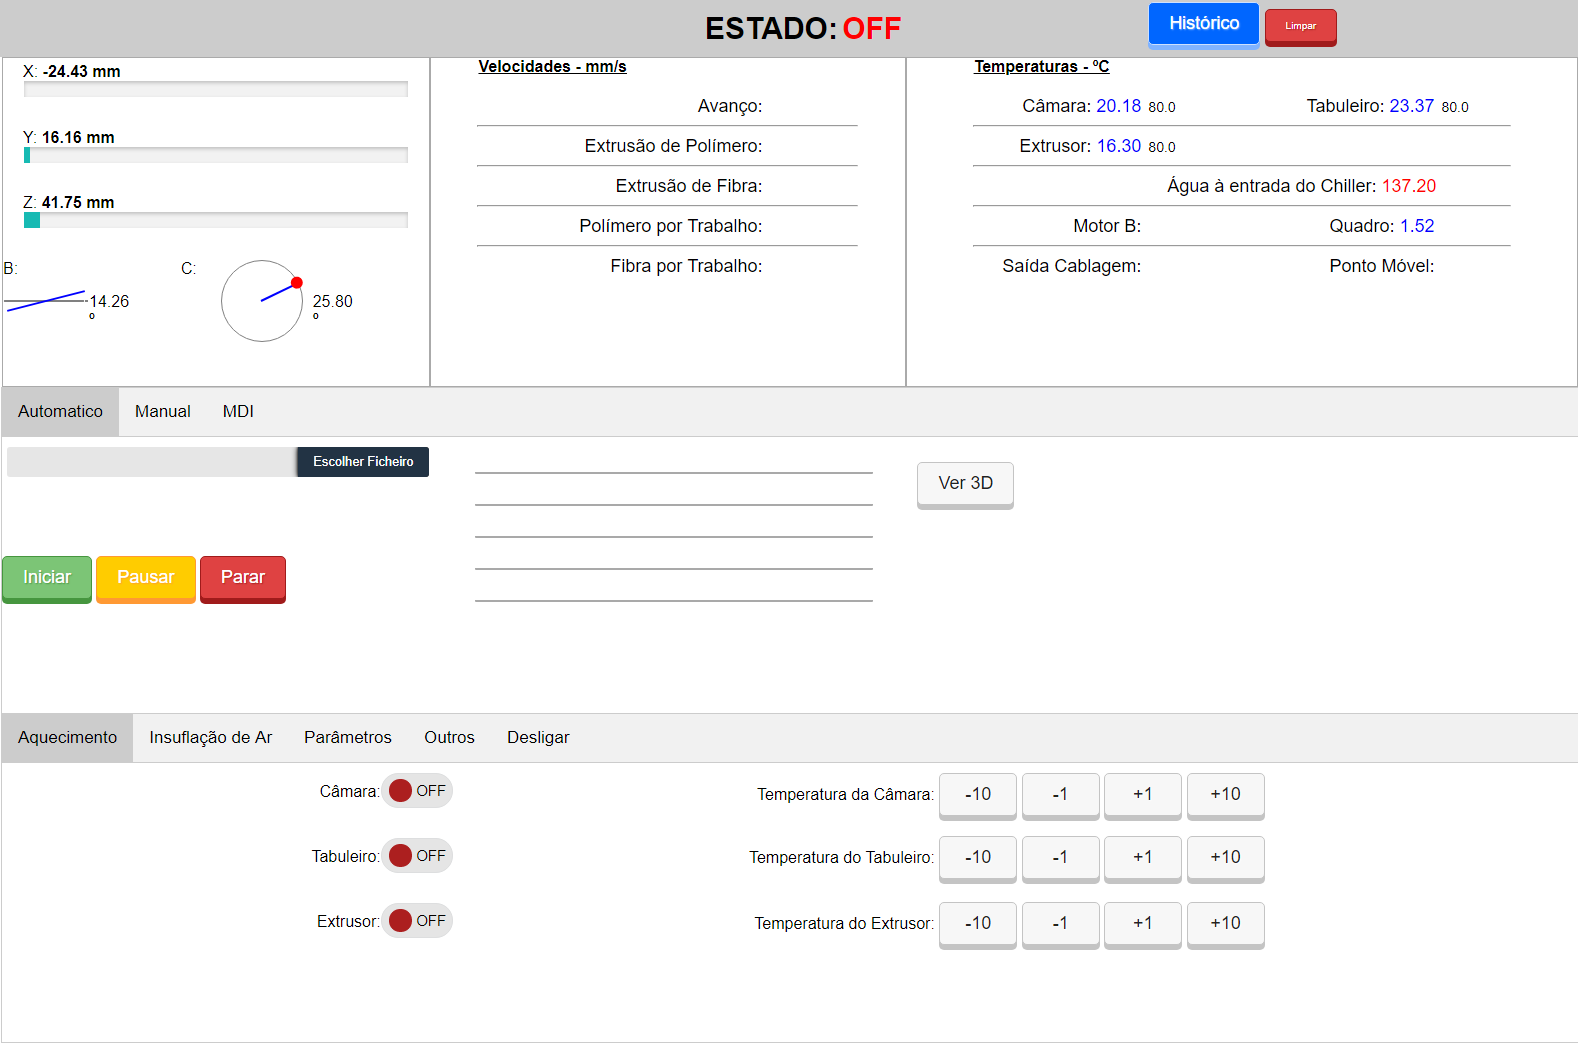 ESTADO: OFF
Histórico
Limpar
X: -24.43 mm
Y: 16.16 mm
Z: 41.75 mm
B:
14.26
º
C:
25.80
º
Velocidades - mm/s
Avanço:
Extrusão de Polímero:
Extrusão de Fibra:
Polímero por Trabalho:
Fibra por Trabalho:
Temperaturas - ºC
Câmara: 20.18 80.0
Tabuleiro: 23.37 80.0
Extrusor: 16.30 80.0
Água à entrada do Chiller: 137.20
Motor B:
Quadro: 1.52
Saída Cablagem:
Ponto Móvel:
Automatico
Manual
MDI
Escolher Ficheiro
Ver 3D
Iniciar
Pausar
Parar
Aquecimento
Insuflação de Ar
Parâmetros
Outros
Desligar
Câmara: OFF
Temperatura da Câmara: -10 -1 +1 +10
Tabuleiro: OFF
Temperatura do Tabuleiro: -10 -1 +1 +10
Extrusor: OFF
Temperatura do Extrusor: -10 -1 +1 +10